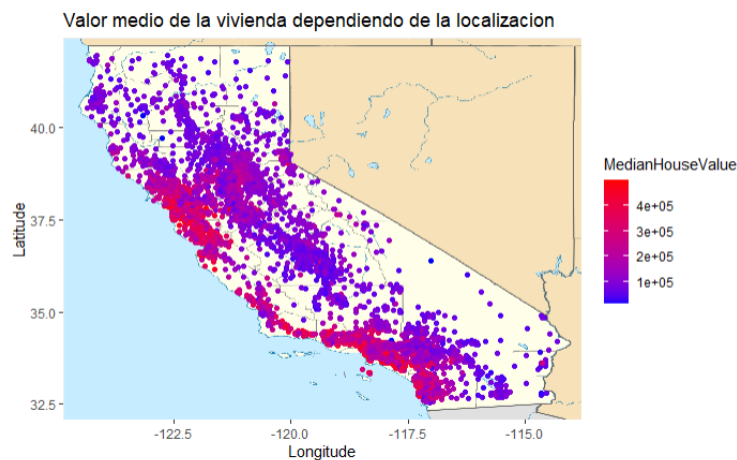 Valor medio de la vivienda dependiendo de la localizacion
40.0
37.5
35.0
32.5
Latitude
-122.5
-120.0
-117.5
-115.0
Longitude
MedianHouseValue
4e+05
3e+05
2e+05
1e+05